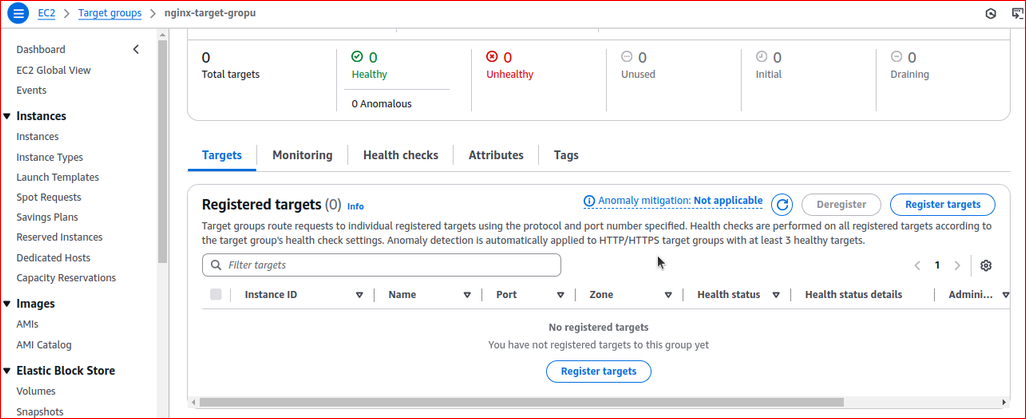 EC2 > Target groups > nginx-target-gropu
Dashboard
EC2 Global View
Events
Instances
Instances
Instance Types
Launch Templates
Spot Requests
Savings Plans
Reserved Instances
Dedicated Hosts
Capacity Reservations
Images
AMIs
AMI Catalog
Elastic Block Store
Volumes
Snapshots
0
Total targets
0
Healthy
0 Anomalous
0
Unhealthy
0
Unused
0
Initial
0
Draining
Targets Monitoring Health checks Attributes Tags
Registered targets (0) Info Anomaly mitigation: Not applicable Deregister Register targets
Target groups route requests to individual registered targets using the protocol and port number specified. Health checks are performed on all registered targets according to
the target group's health check settings. Anomaly detection is automatically applied to HTTP/HTTPS target groups with at least 3 healthy targets.
Filter targets 1
Instance ID Name Port Zone Health status Health status details Admini...
No registered targets
You have not registered targets to this group yet
Register targets